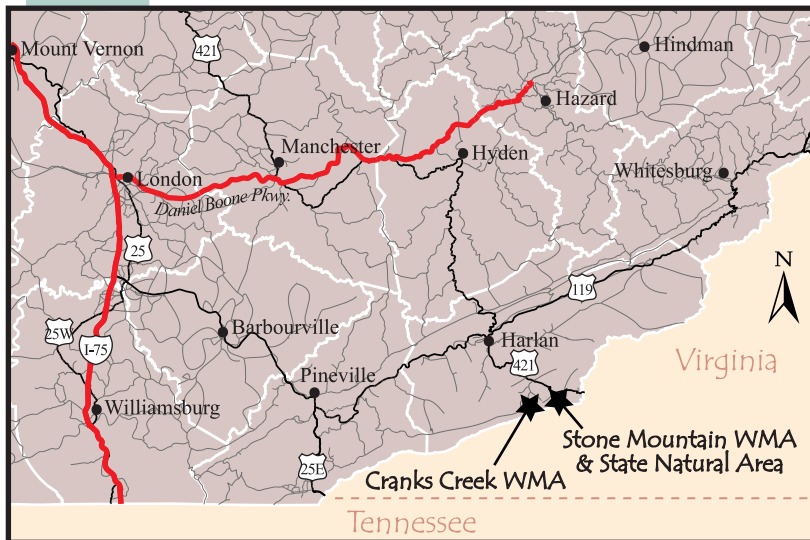 Mount Vernon
421
Hindman
Hazard
Manchester
Hyden
Whitesburg
London
Daniel Boone Pkwy.
25
N
119
25W
Barbourville
I-75
Harlan
421
Virginia
Pineville
Williamsburg
Stone Mountain WMA
& State Natural Area
25E
Cranks Creek WMA
Tennessee